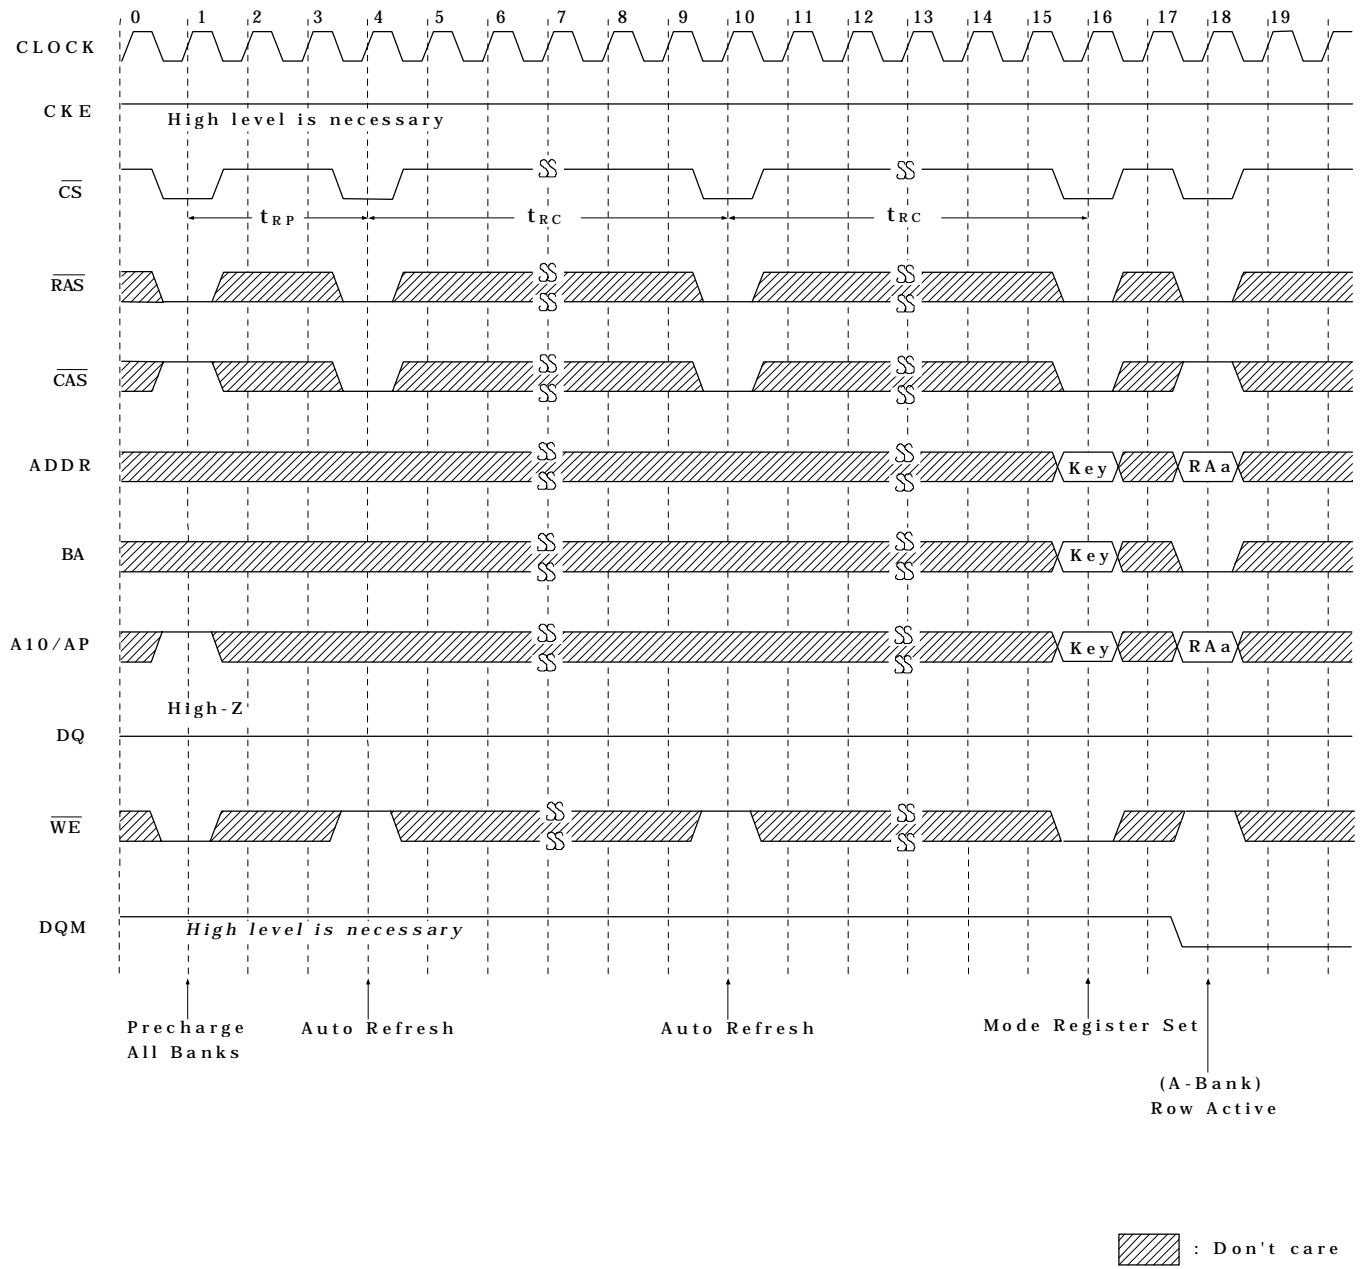 0 1 2 3 4 5 6 7 8 9 10 11 12 13 14 15 16 17 18 19
CLOCK
CKE
High level is necessary
CS
tRP tRC tRC
RAS
CAS
ADDR Key RAa
BA Key
A10/AP Key RAa
High-Z
DQ
WE
DQM High level is necessary
Precharge
All Banks
Auto Refresh
Auto Refresh
Mode Register Set
(A-Bank)
Row Active
: Don't care